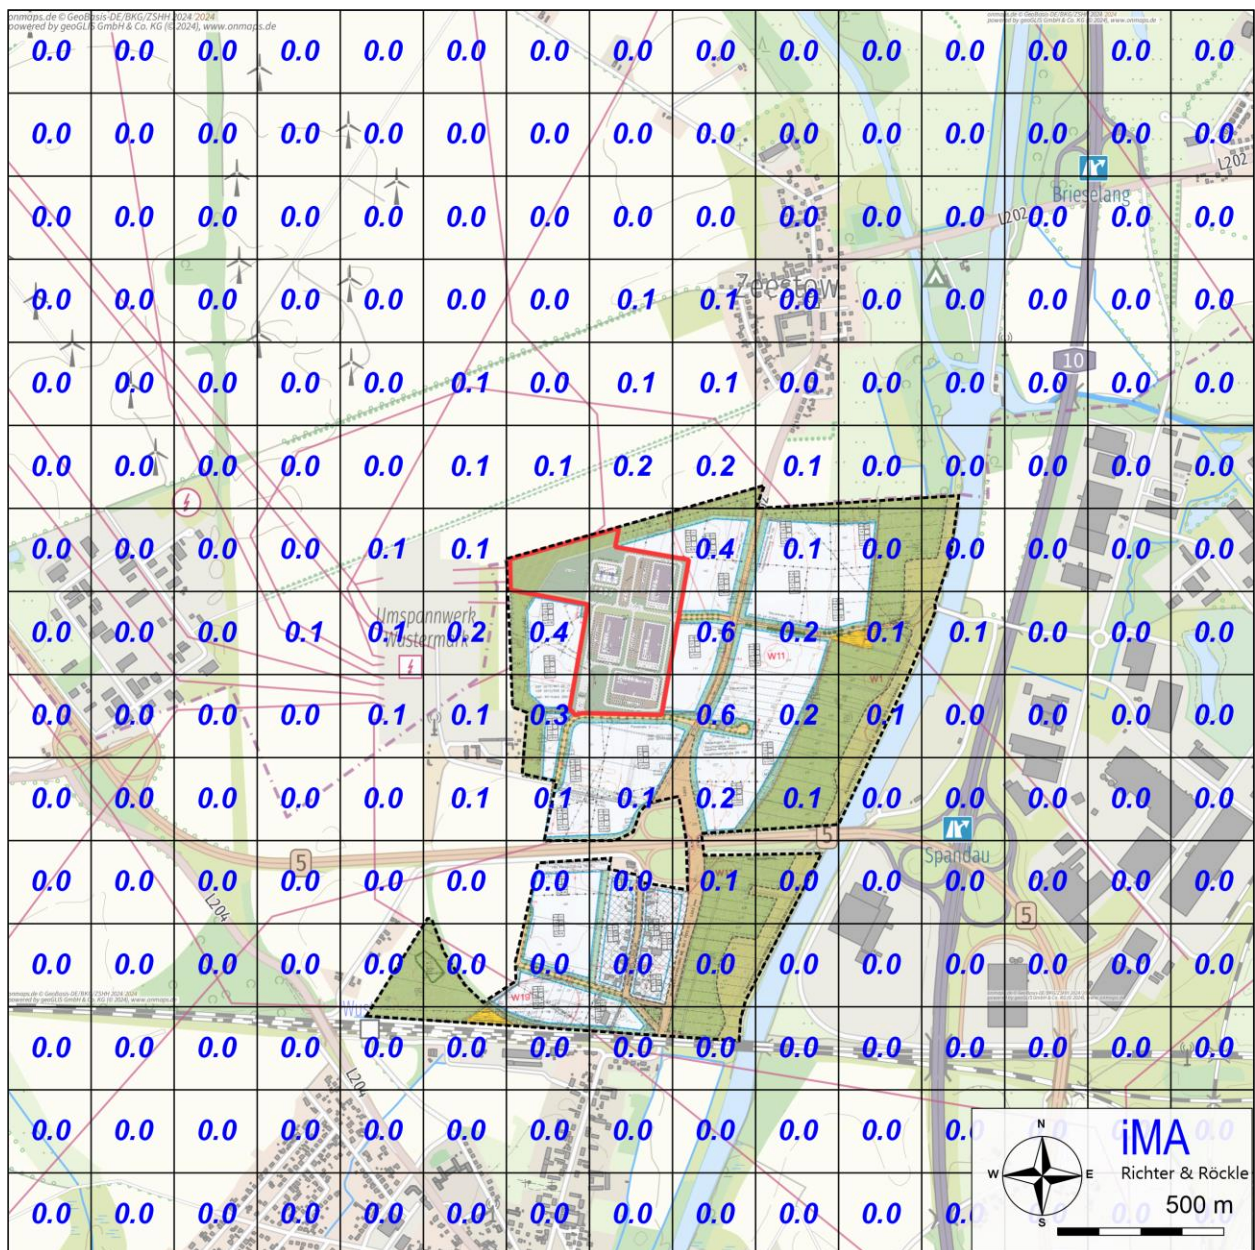 onmaps.de © GeoBasis-DE/BKG/ZSHH 2024 2024
powered by geoGLIS GmbH & Co. KG (© 2024), www.onmaps.de
0.0 0.0 0.0 0.0 0.0 0.0 0.0 0.0 0.0 0.0 0.0 0.0 0.0 0.0 0.0
0.0 0.0 0.0 0.0 0.0 0.0 0.0 0.0 0.0 0.0 0.0 0.0 0.0 0.0 0.0
L202
Brieselang
0.0 0.0 0.0 0.0 0.0 0.0 0.0 0.0 0.0 0.0 0.0 0.0 0.0 0.0 0.0
L202
Zeestow
0.0 0.0 0.0 0.0 0.0 0.0 0.0 0.1 0.1 0.0 0.0 0.0 0.0 0.0 0.0
10
0.0 0.0 0.0 0.0 0.0 0.1 0.0 0.1 0.1 0.0 0.0 0.0 0.0 0.0 0.0
0.0 0.0 0.0 0.0 0.0 0.1 0.1 0.2 0.2 0.1 0.0 0.0 0.0 0.0 0.0
0.0 0.0 0.0 0.0 0.1 0.1 0.4 0.1 0.0 0.0 0.0 0.0 0.0
Umspannwerk
Wustermark
0.0 0.0 0.0 0.1 0.1 0.2 0.4 0.6 0.2 0.1 0.1 0.0 0.0 0.0
W11
0.0 0.0 0.0 0.0 0.1 0.1 0.3 0.6 0.2 0.1 0.0 0.0 0.0 0.0
0.0 0.0 0.0 0.0 0.0 0.1 0.1 0.1 0.2 0.1 0.0 0.0 0.0 0.0 0.0
5
Spandau
5
0.0 0.0 0.0 0.0 0.0 0.0 0.0 0.0 0.1 0.0 0.0 0.0 0.0 0.0 0.0
L204
5
0.0 0.0 0.0 0.0 0.0 0.0 0.0 0.0 0.0 0.0 0.0 0.0 0.0 0.0 0.0
W10
0.0 0.0 0.0 0.0 0.0 0.0 0.0 0.0 0.0 0.0 0.0 0.0 0.0 0.0 0.0
L204
0.0 0.0 0.0 0.0 0.0 0.0 0.0 0.0 0.0 0.0 0.0 0.0 0.0
0.0 0.0 0.0 0.0 0.0 0.0 0.0 0.0 0.0 0.0 0.0 0.0
N
W E
S
iMA
Richter & Röckle
500 m